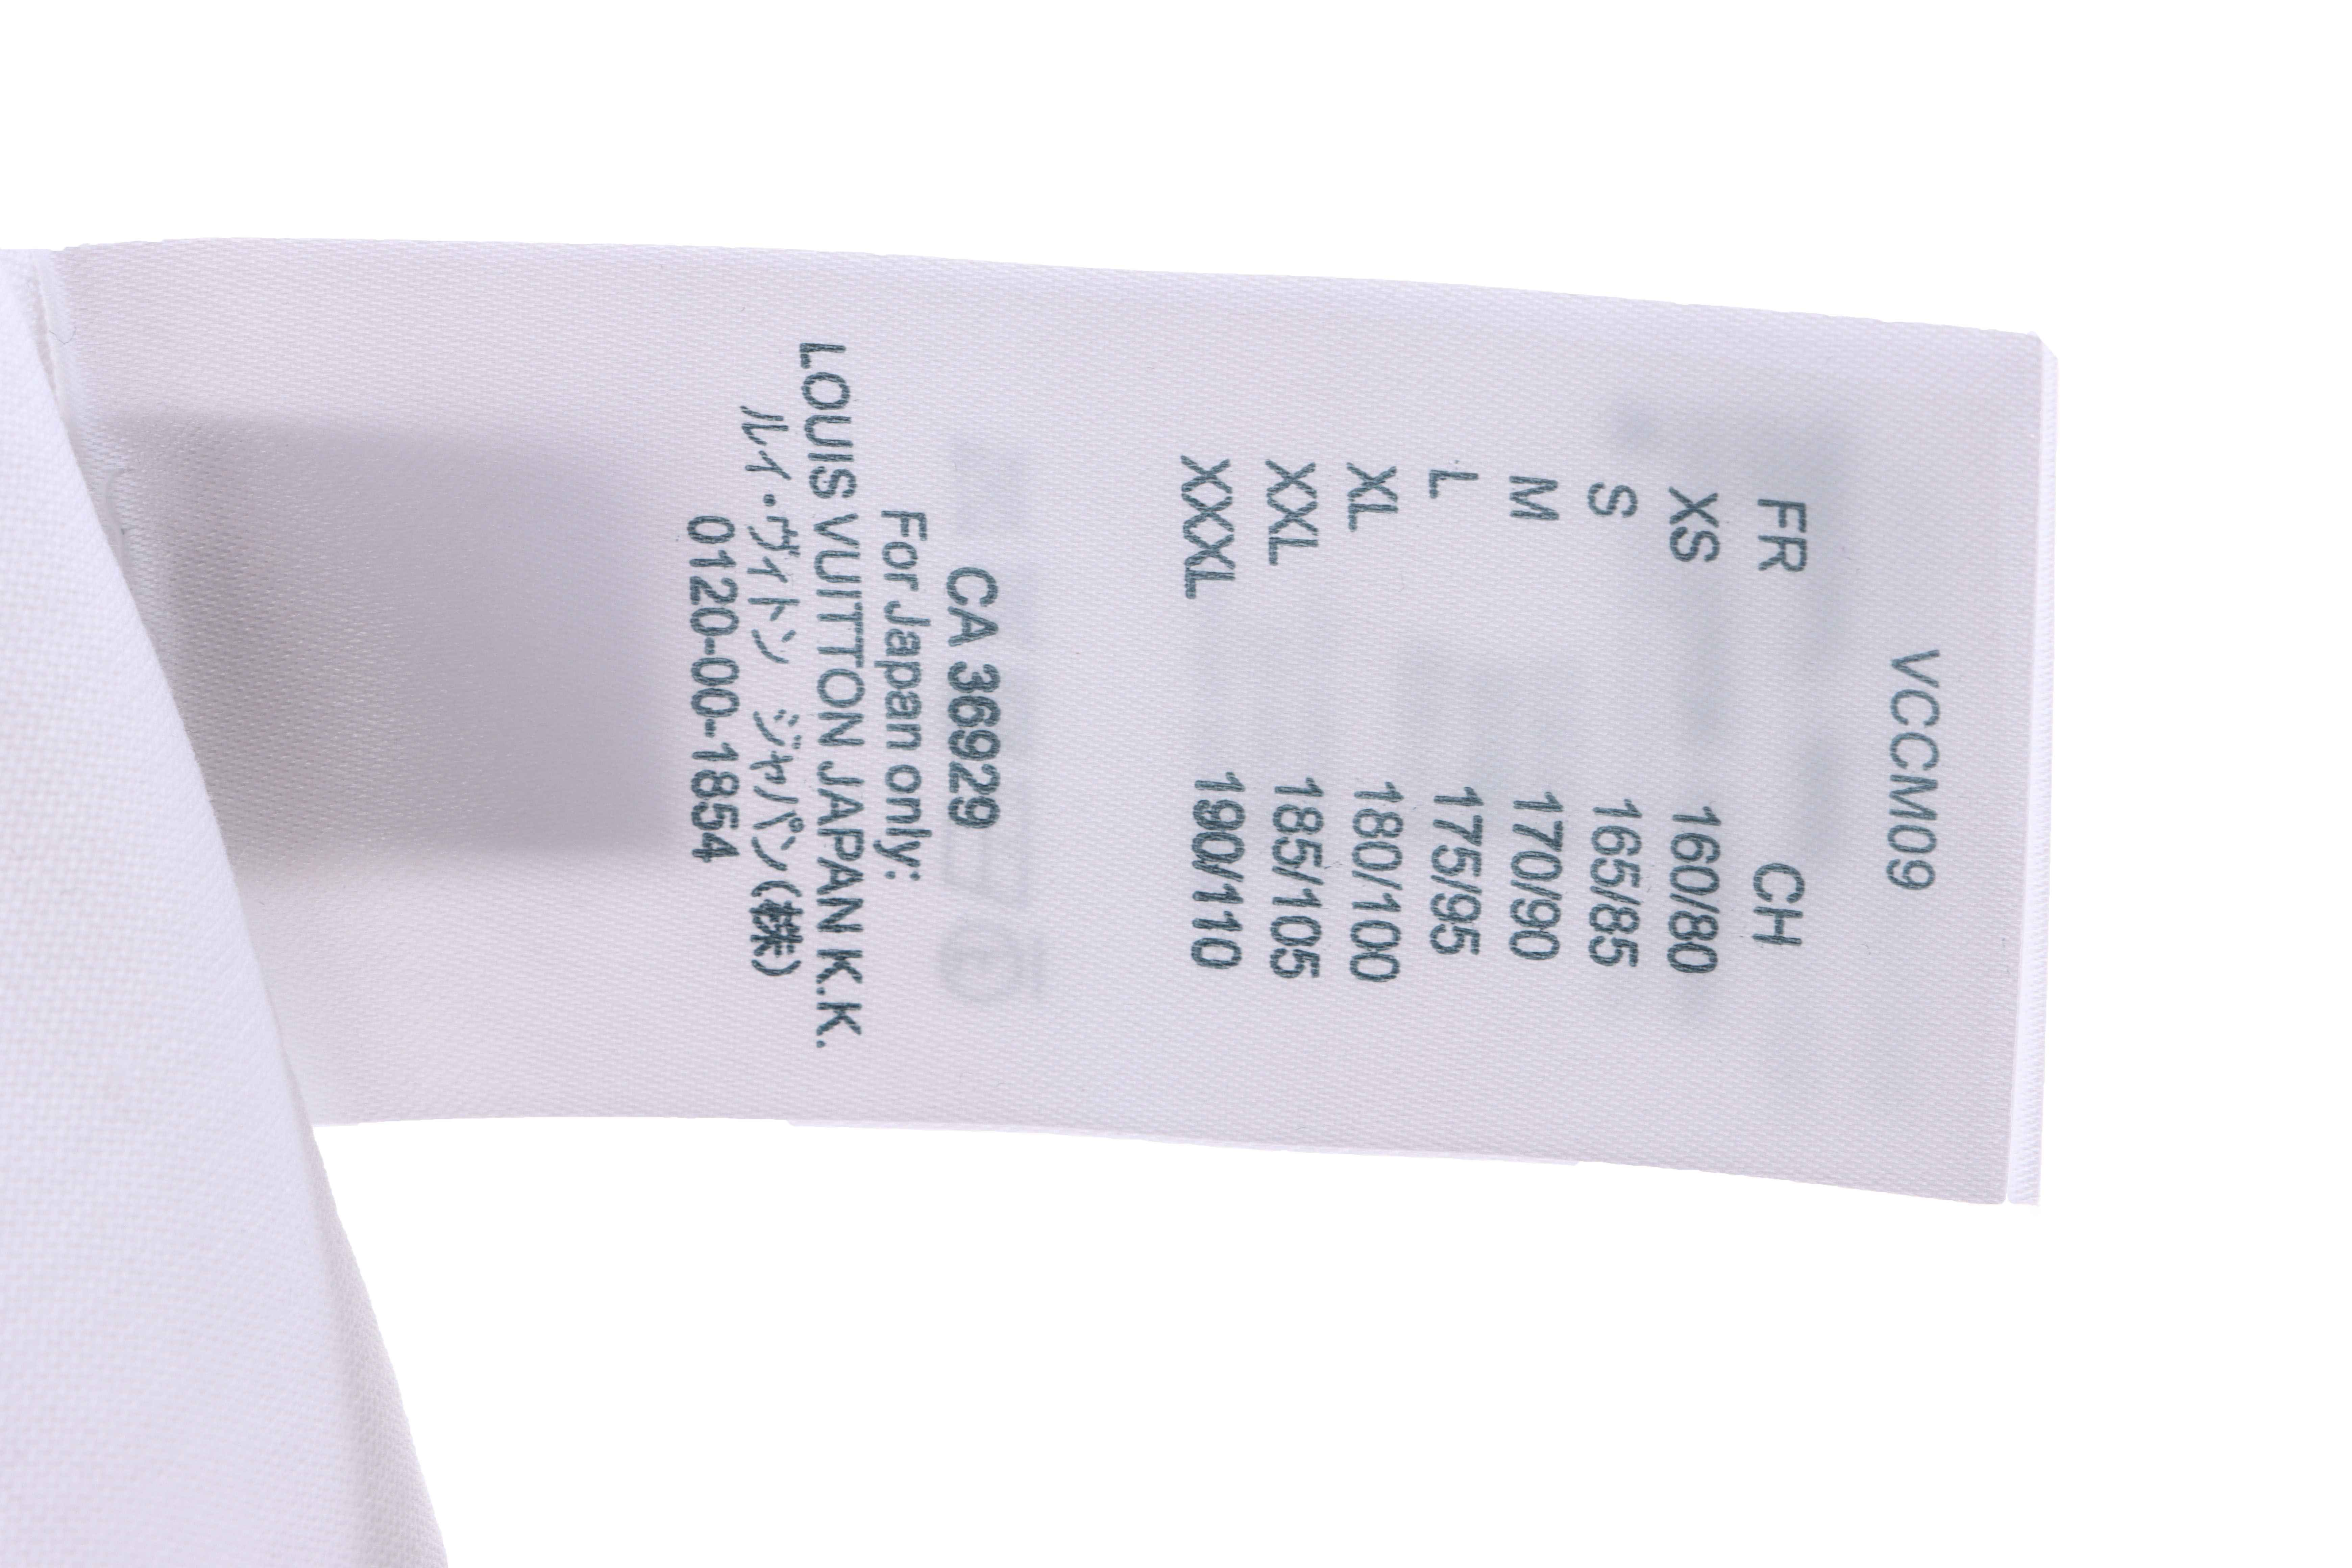 VCCM09
FR CH
XS 160/80
S 165/85
M 170/90
L 175/95
XL 180/100
XXL 185/105
XXXL 190/110
CA 36929
For Japan only:
LOUIS VUITTON JAPAN K.K.
ルイ・ヴィトン ジャパン(株)
0120-00-1854